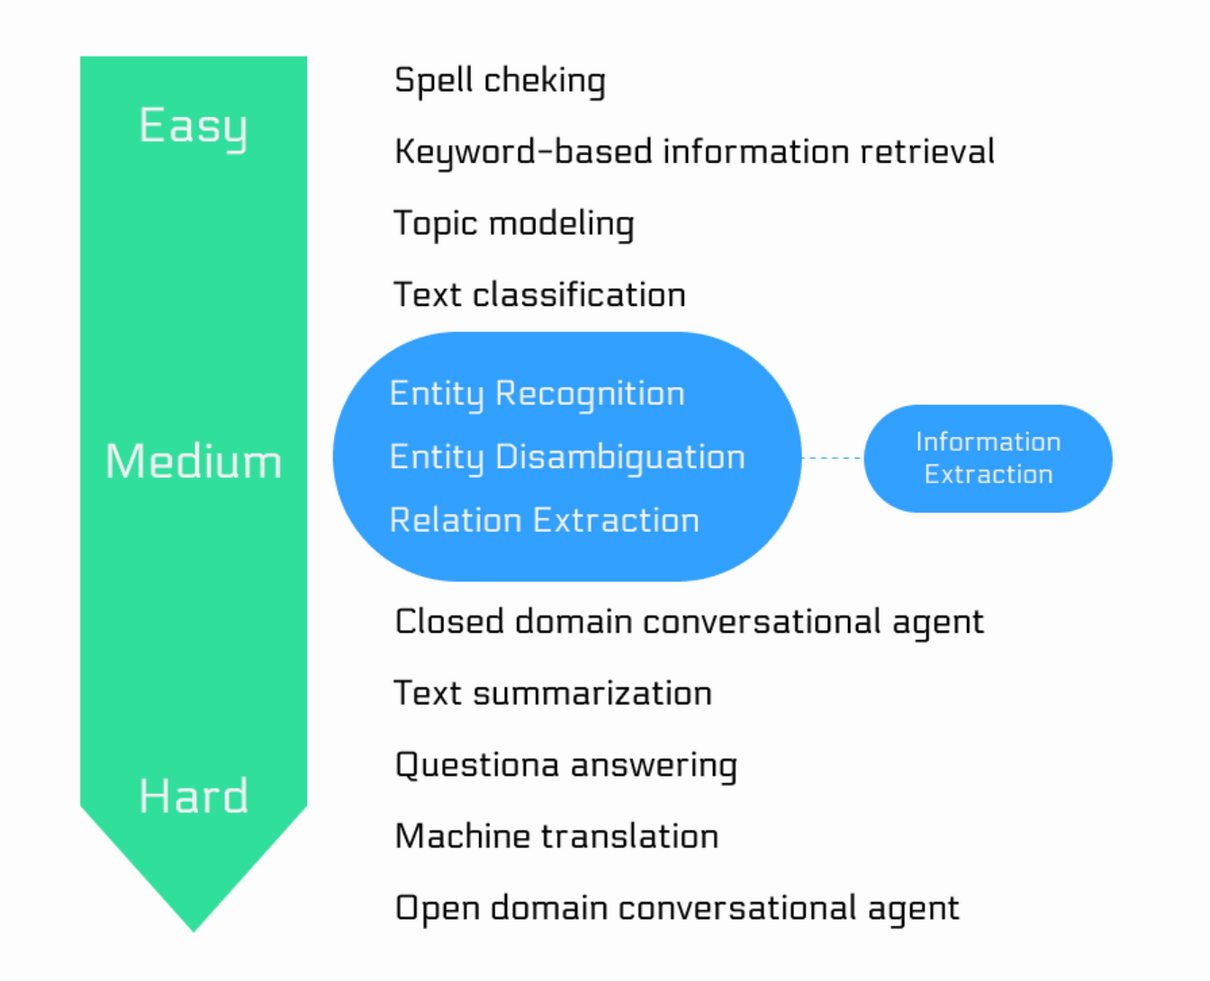 Easy
Medium
Hard
Spell cheking
Keyword-based information retrieval
Topic modeling
Text classification
Entity Recognition
Entity Disambiguation
Relation Extraction
Information
Extraction
Closed domain conversational agent
Text summarization
Questiona answering
Machine translation
Open domain conversational agent